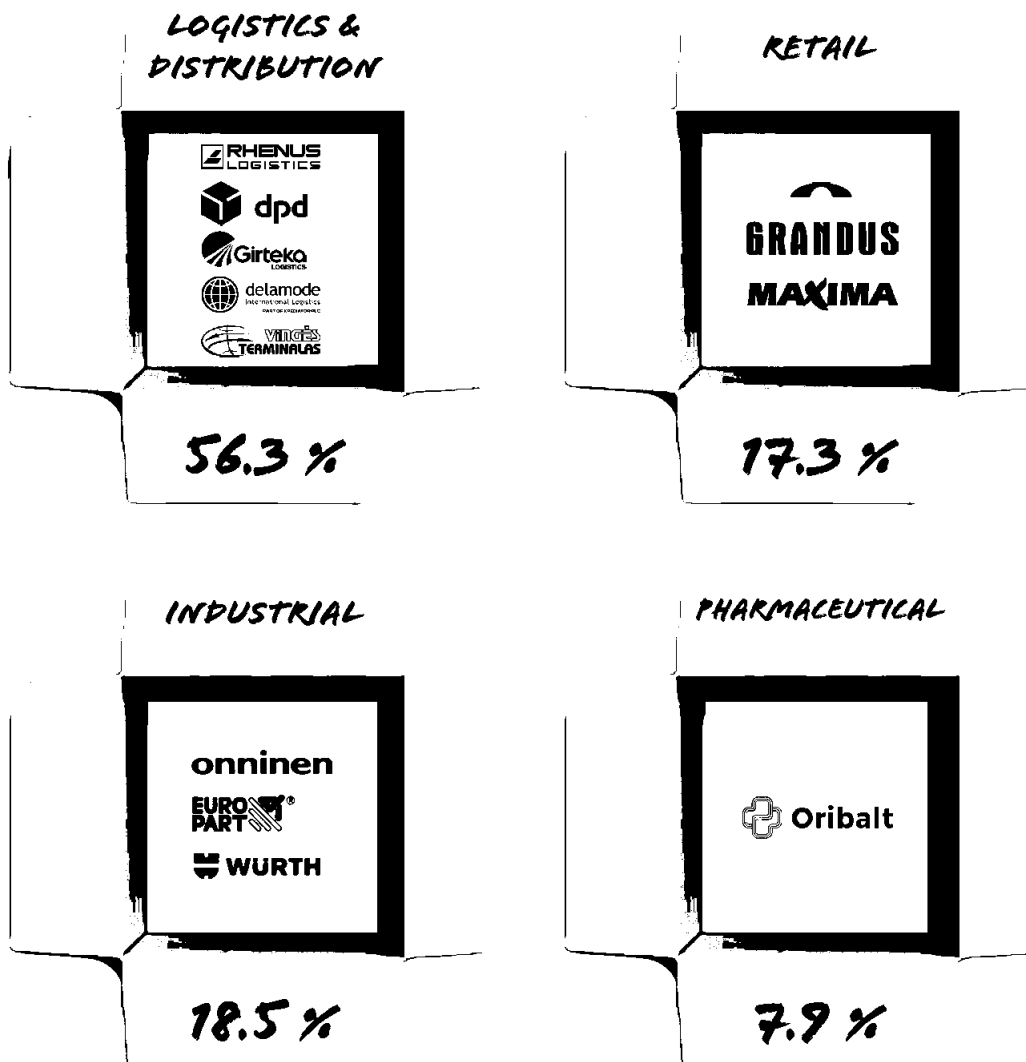 LOGISTICS &
DISTRIBUTION
RHENUS
LOGISTICS
dpd
Girteka
LOGISTICS
delamode
International Logistics
VINGĖS
TERMINALAS
56.3 %
RETAIL
GRANDUS
MAXIMA
17.3 %
INDUSTRIAL
onninen
EURO
PART®
WÜRTH
18.5 %
PHARMACEUTICAL
Oribalt
7.9 %